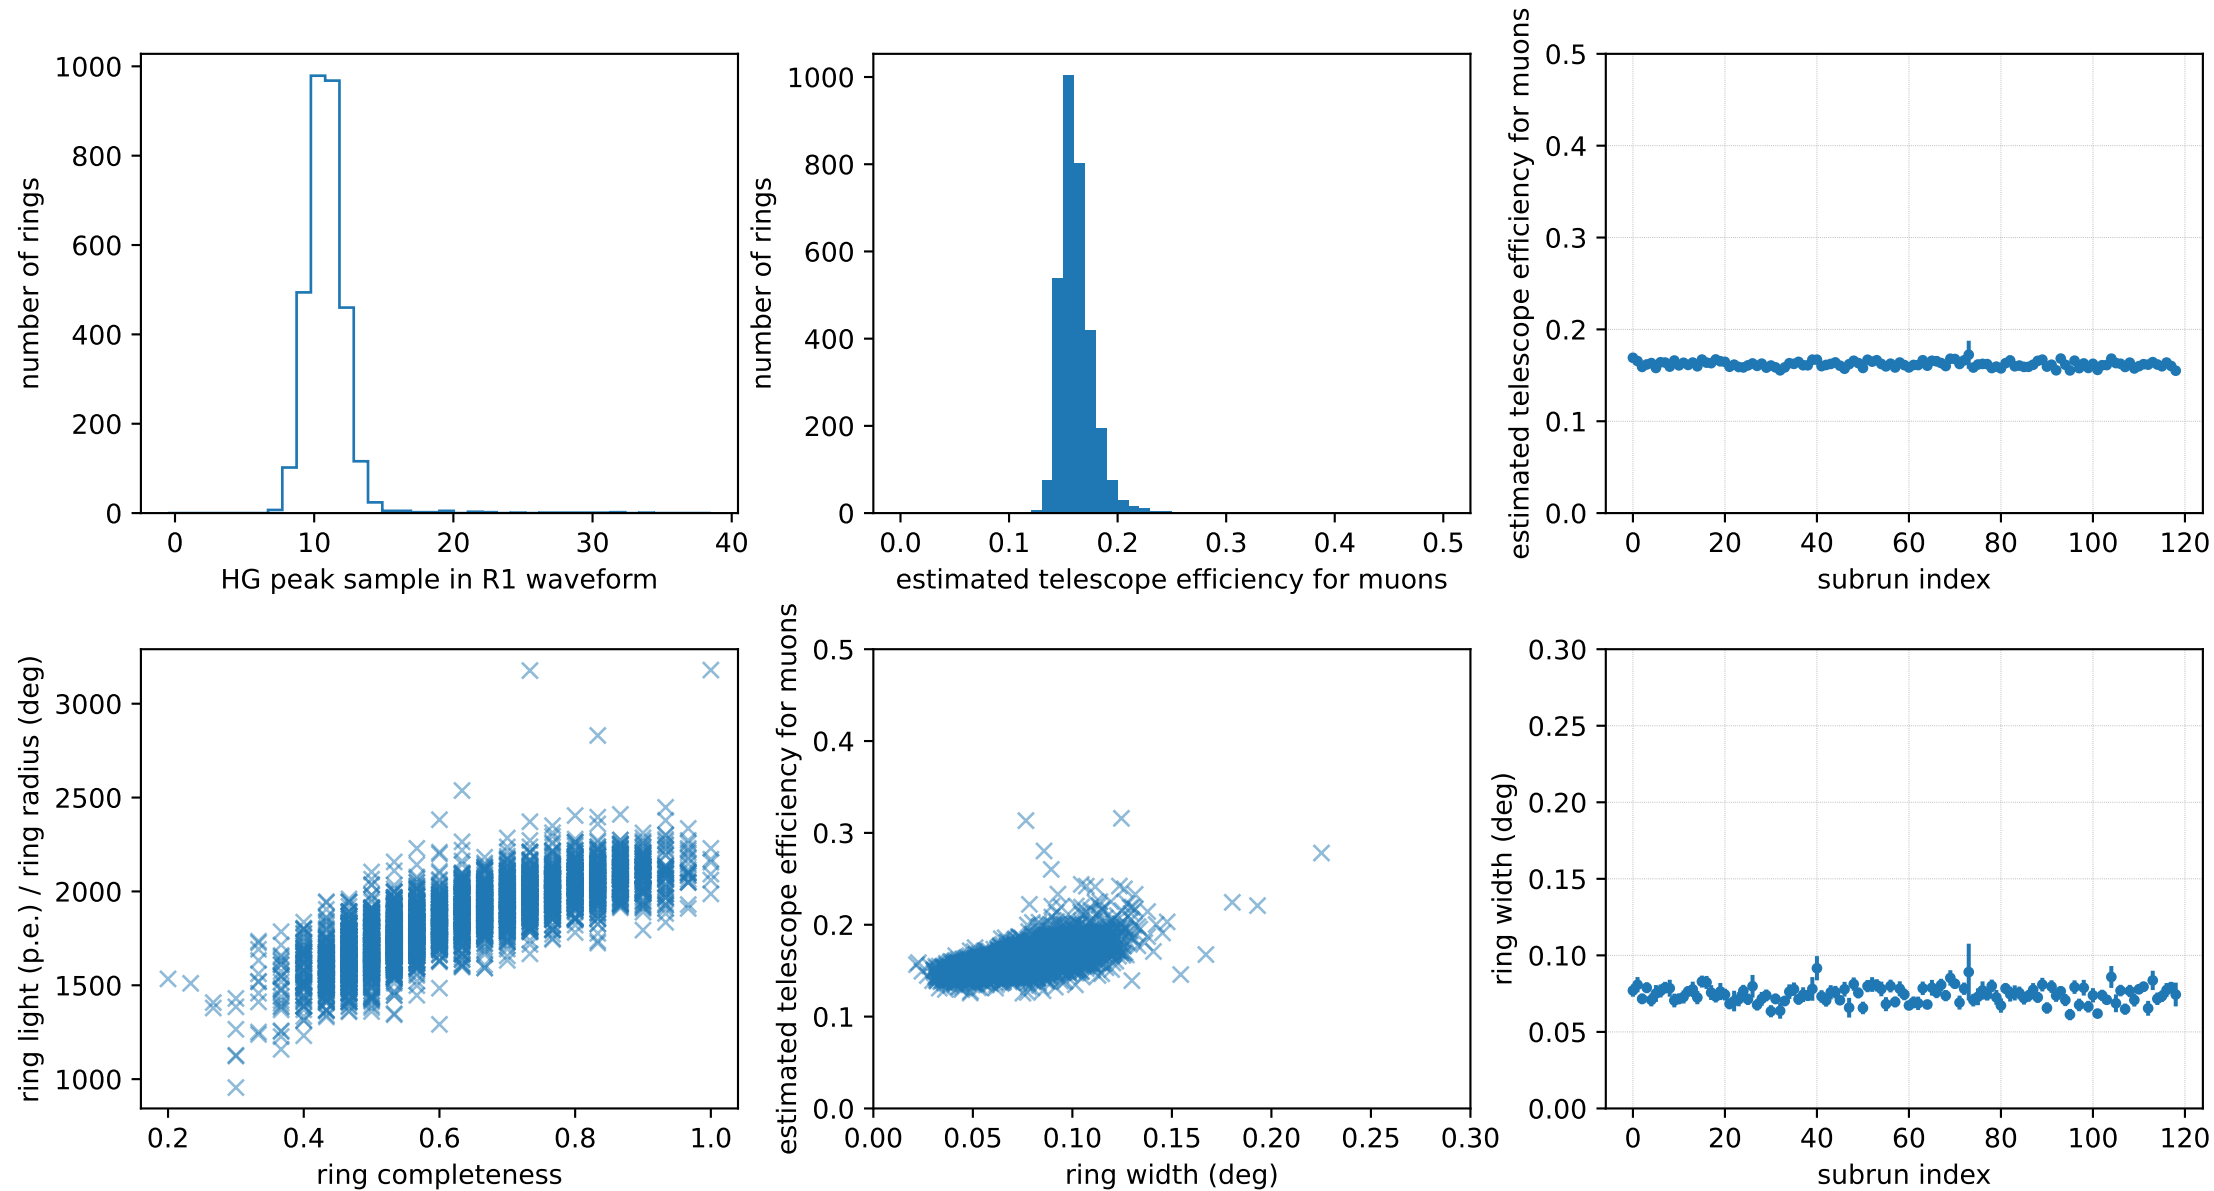 number of rings
1000
800
600
400
200
0
0 10 20 30 40
HG peak sample in R1 waveform
number of rings
1000
800
600
400
200
0
0.0 0.1 0.2 0.3 0.4 0.5
estimated telescope efficiency for muons
estimated telescope efficiency for muons
0.5
0.4
0.3
0.2
0.1
0.0
0 20 40 60 80 100 120
subrun index
ring light (p.e.) / ring radius (deg)
3000
2500
2000
1500
1000
0.2 0.4 0.6 0.8 1.0
ring completeness
estimated telescope efficiency for muons
0.5
0.4
0.3
0.2
0.1
0.0
0.00 0.05 0.10 0.15 0.20 0.25 0.30
ring width (deg)
ring width (deg)
0.30
0.25
0.20
0.15
0.10
0.05
0.00
0 20 40 60 80 100 120
subrun index